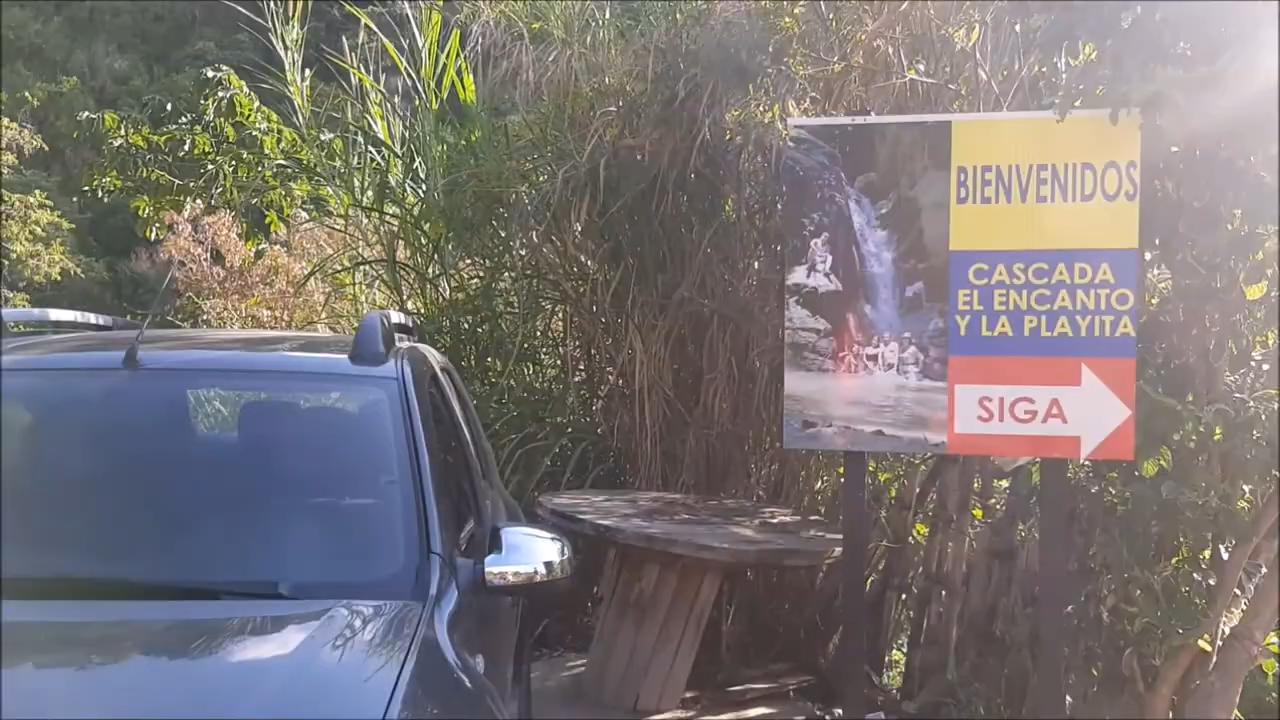 BIENVENIDOS
CASCADA
EL ENCANTO
Y LA PLAYITA
SIGA